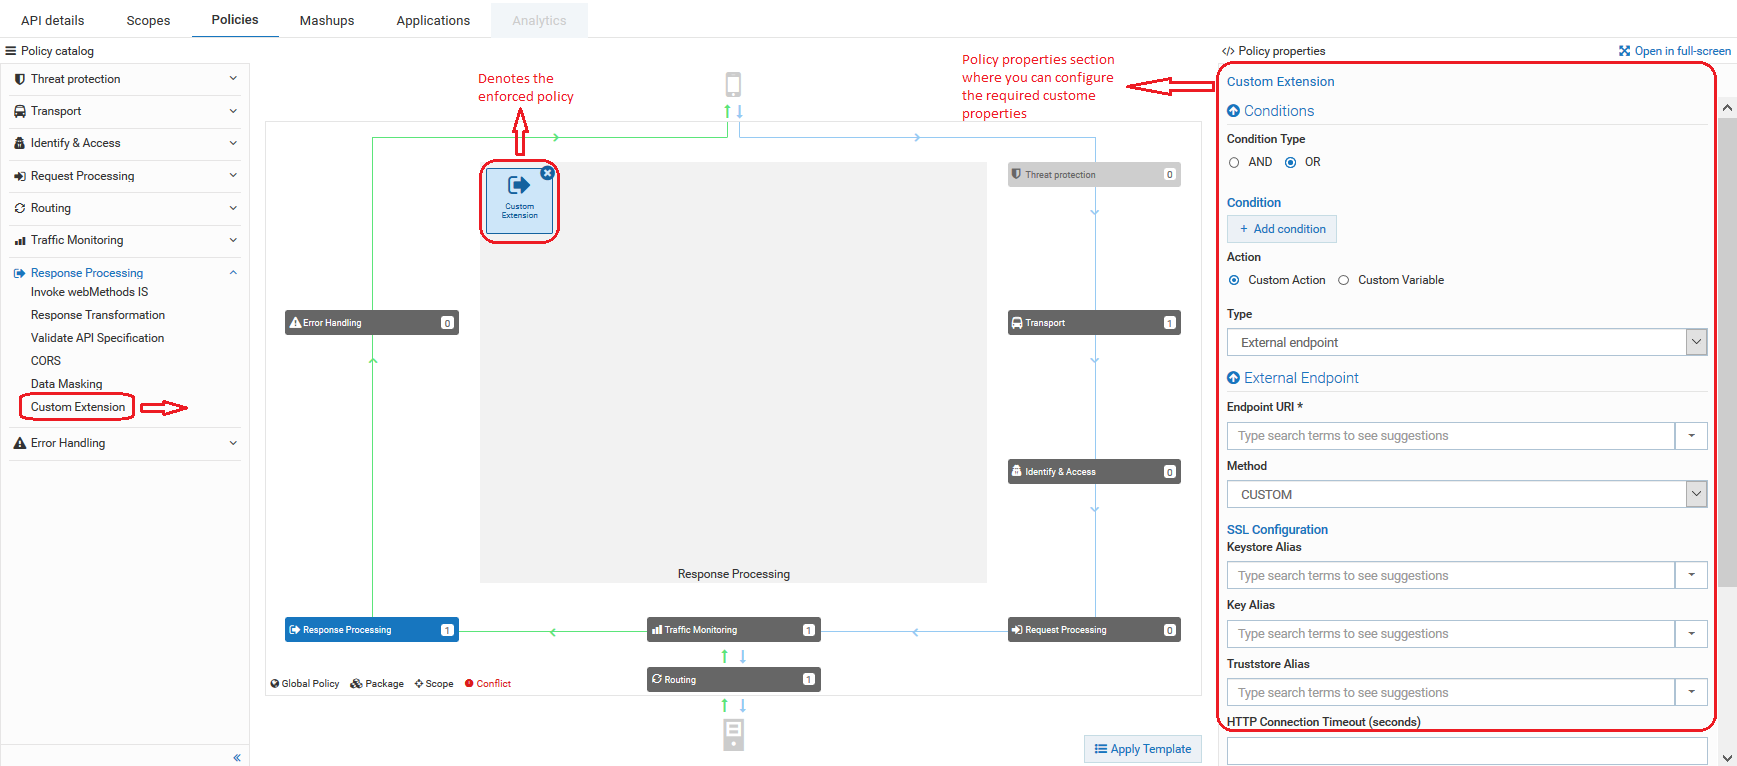 API details
Scopes
Policies
Mashups
Applications
Analytics
Policy catalog
Threat protection
Transport
Identify & Access
Request Processing
Routing
Traffic Monitoring
Response Processing
Invoke webMethods IS
Response Transformation
Validate API Specification
CORS
Data Masking
Custom Extension
Error Handling
Denotes the
enforced policy
Policy properties section
where you can configure
the required custome
properties
Custom
Extension
Threat protection 0
Error Handling 0
Transport 1
Identify & Access 0
Response Processing
Response Processing 1
Traffic Monitoring 1
Request Processing 0
Routing 1
Global Policy Package Scope Conflict
Apply Template
</> Policy properties
Open in full-screen
Custom Extension
Conditions
Condition Type
AND OR
Condition
+ Add condition
Action
Custom Action Custom Variable
Type
External endpoint
External Endpoint
Endpoint URI *
Type search terms to see suggestions
Method
CUSTOM
SSL Configuration
Keystore Alias
Type search terms to see suggestions
Key Alias
Type search terms to see suggestions
Truststore Alias
Type search terms to see suggestions
HTTP Connection Timeout (seconds)